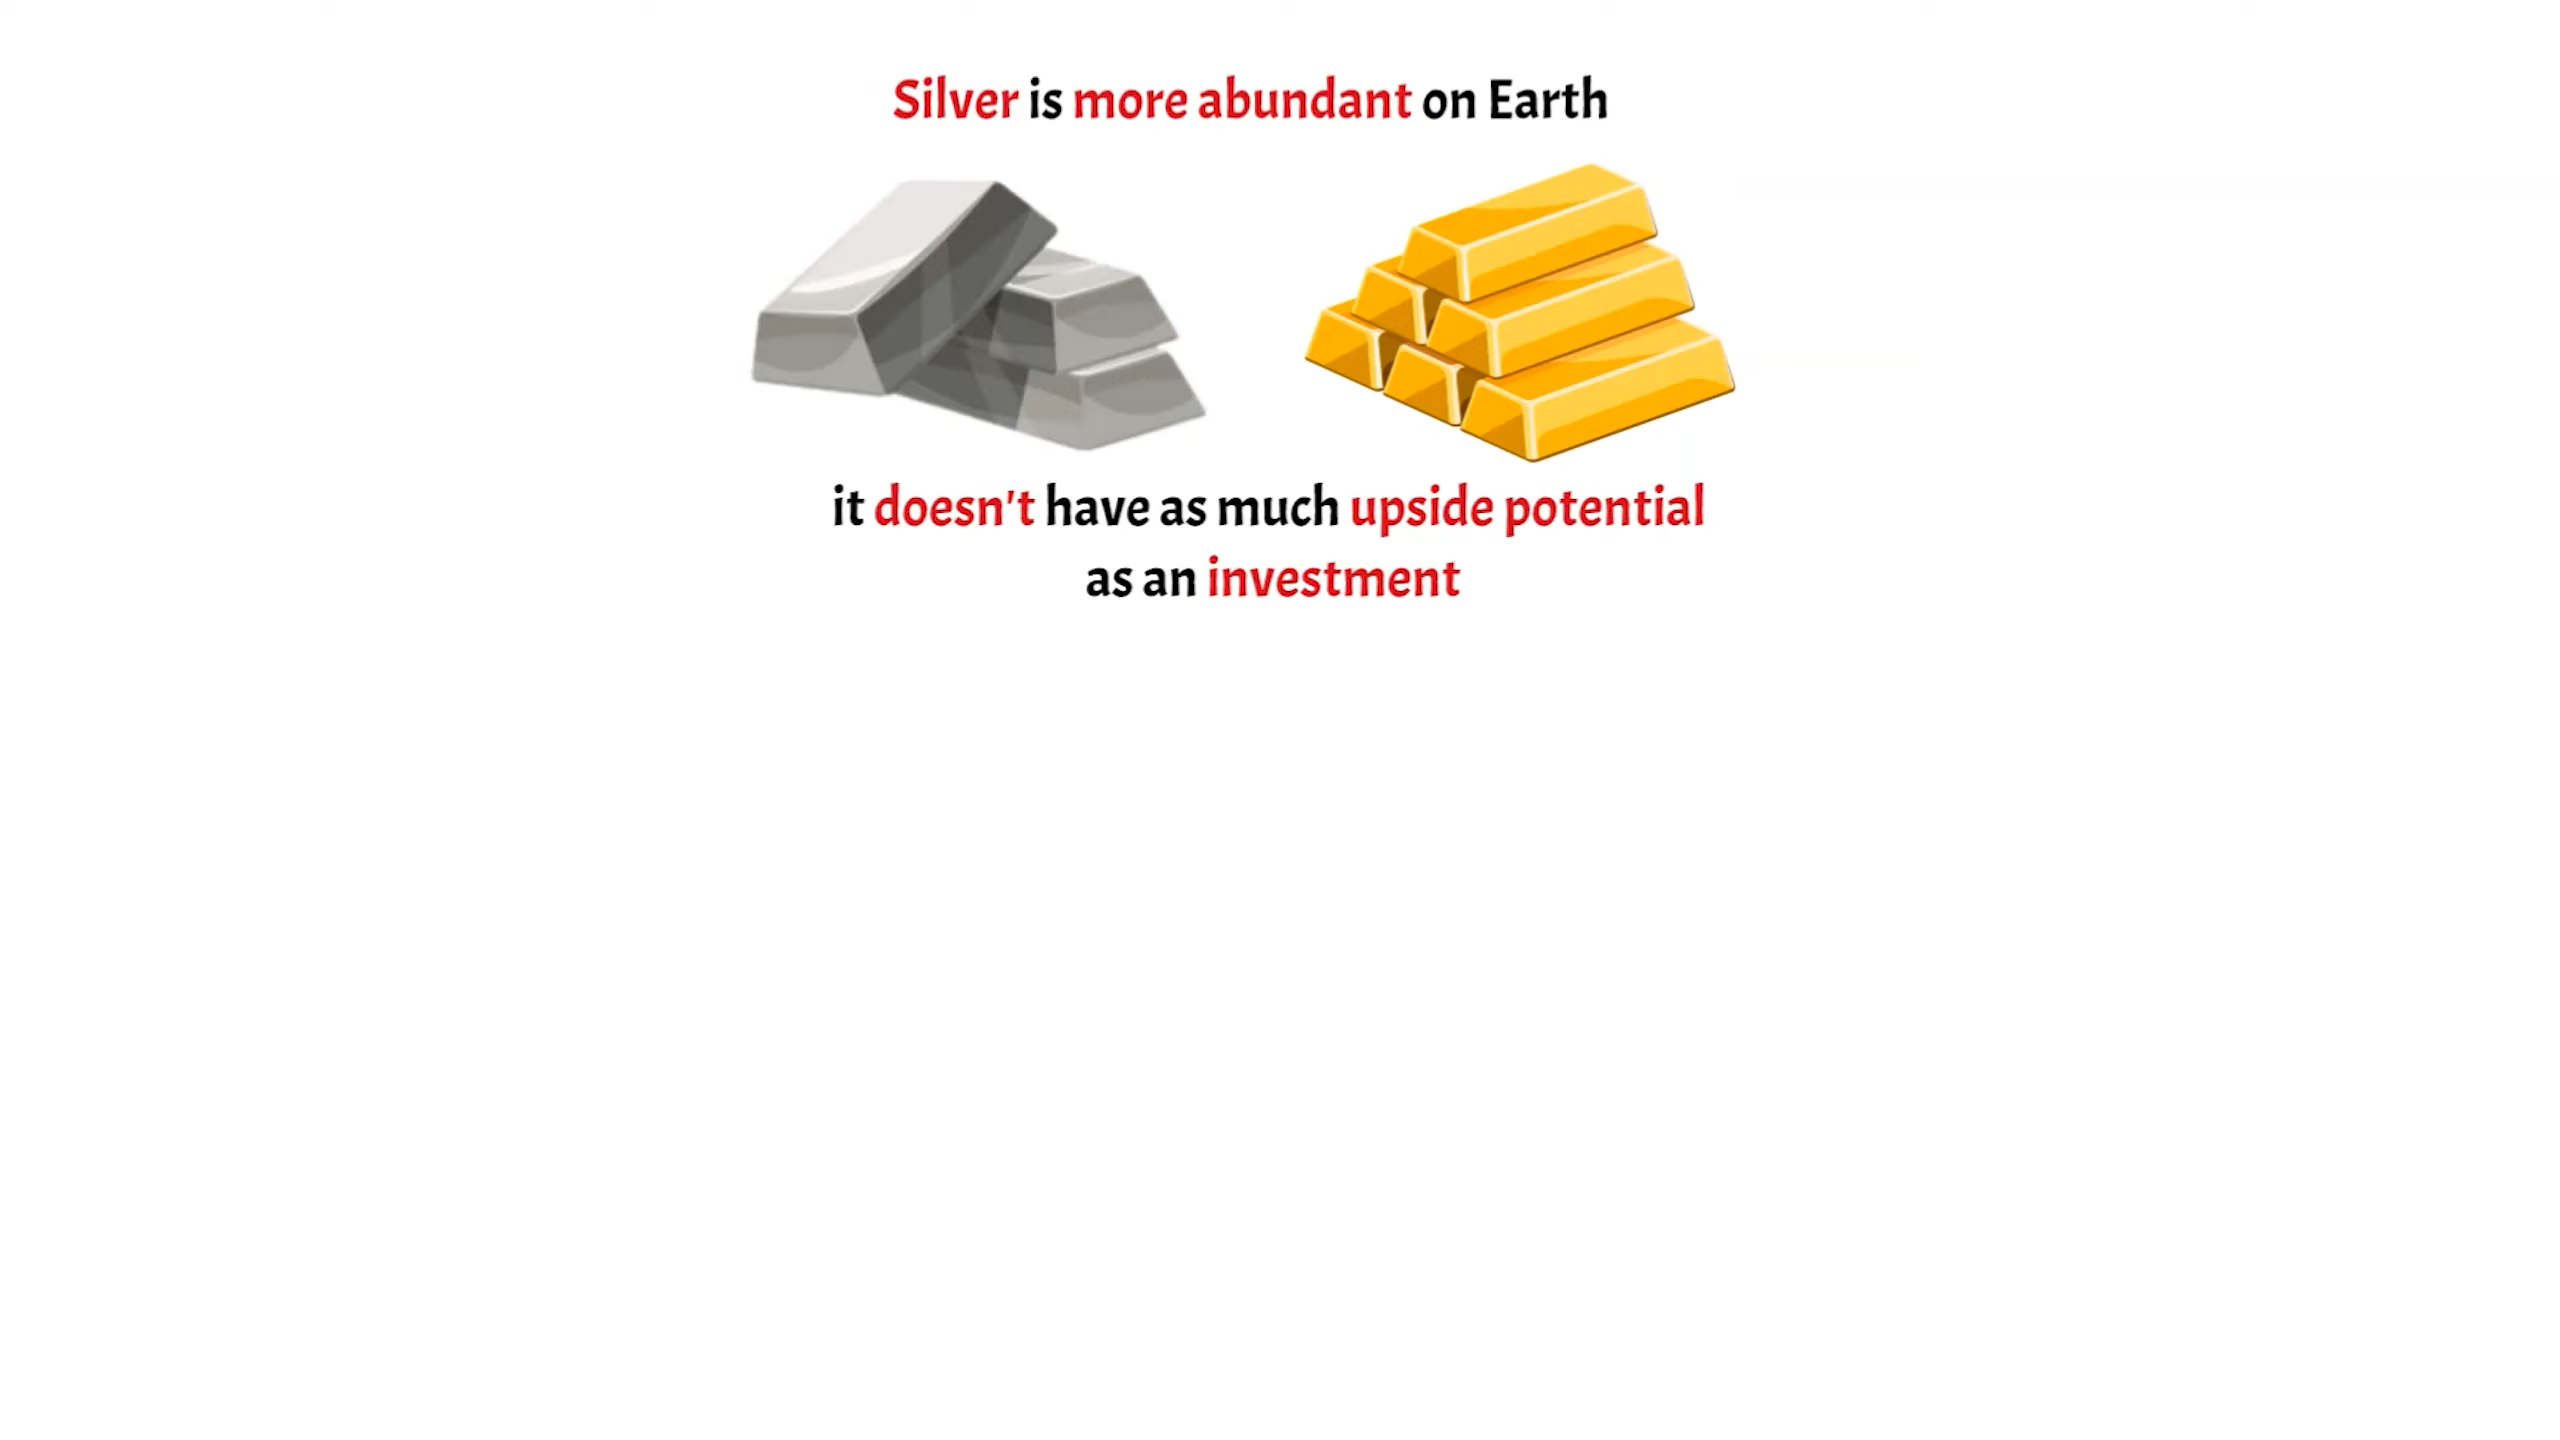 Silver is more abundant on Earth
it doesn't have as much upside potential
as an investment